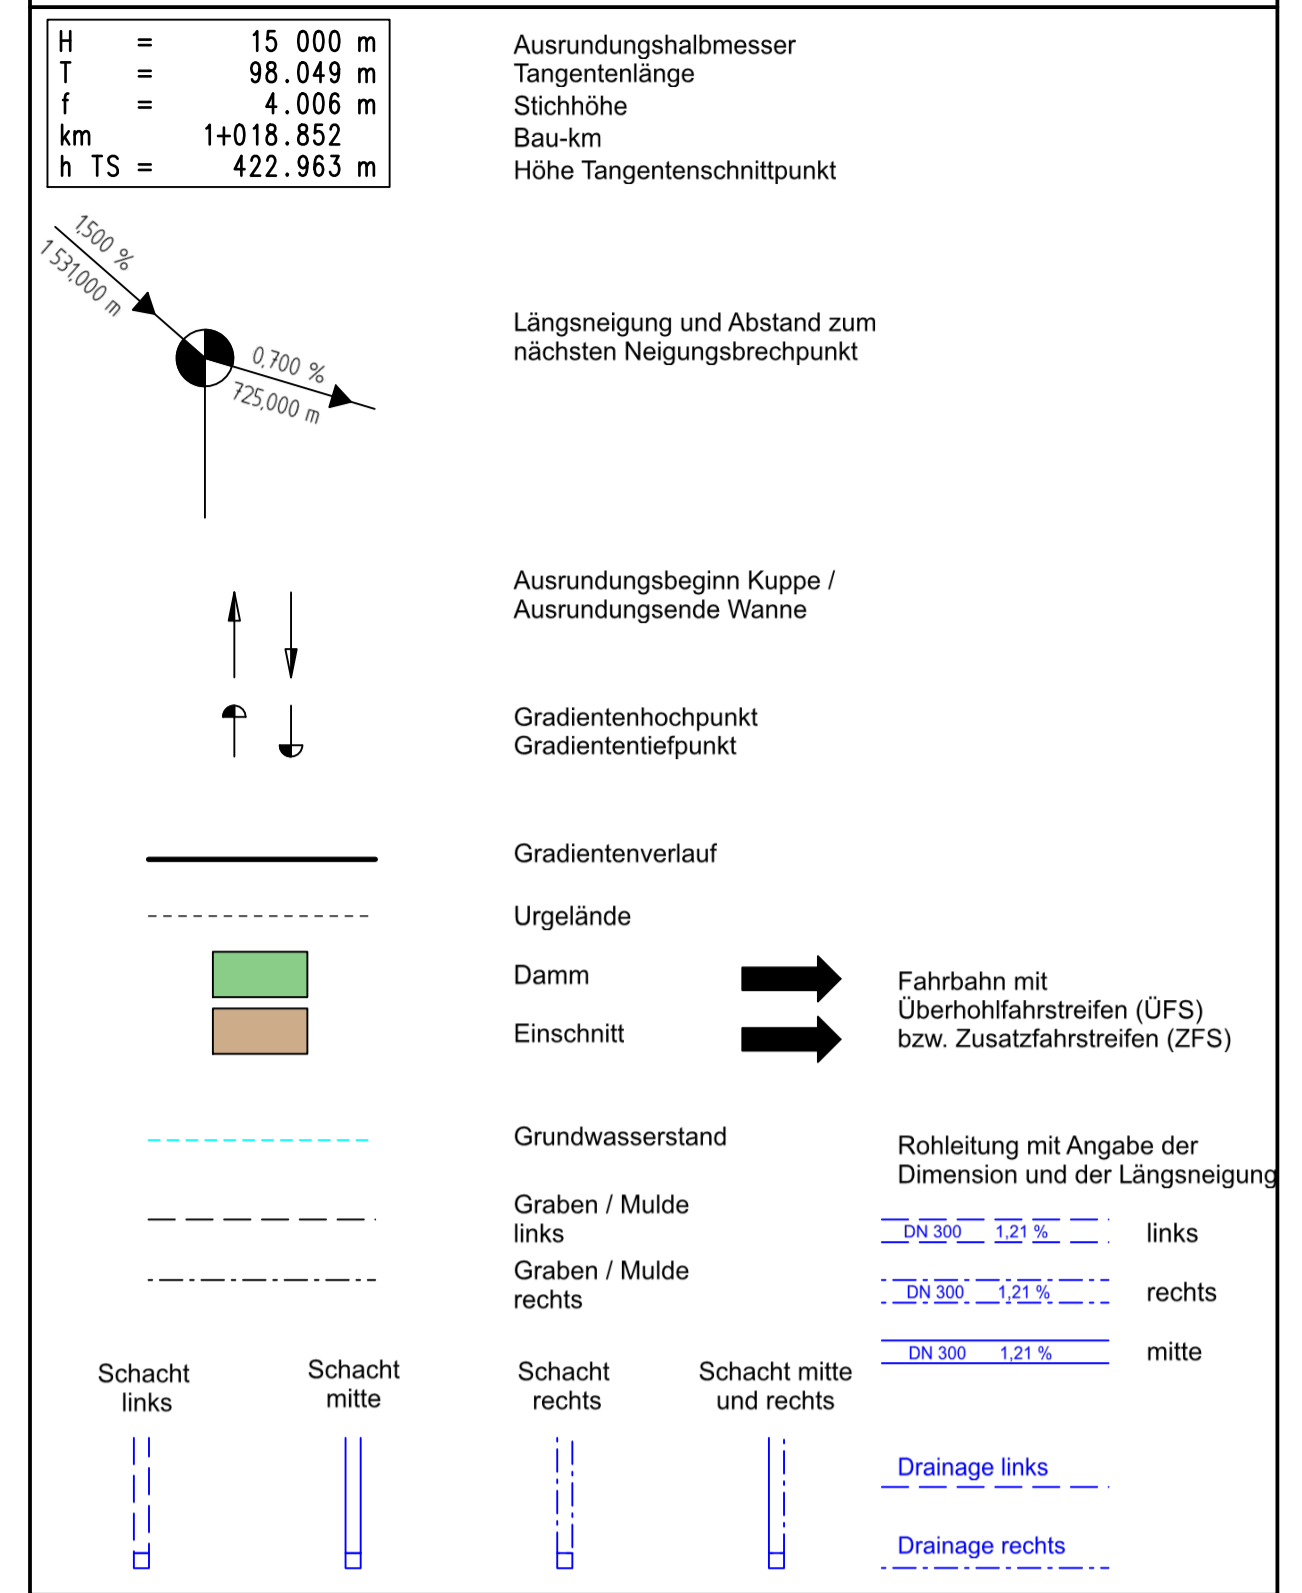 H = 15 000 m
T = 98.049 m
f = 4.006 m
km 1+018.852
h TS = 422.963 m
Ausrundungshalbmesser
Tangentenlänge
Stichhöhe
Bau-km
Höhe Tangentenschnittpunkt
1,500 %
1 531,000 m
0,700 %
725,000 m
Längsneigung und Abstand zum
nächsten Neigungsbrechpunkt
Ausrundungsbeginn Kuppe /
Ausrundungsende Wanne
Gradientenhochpunkt
Gradiententiefpunkt
Gradientenverlauf
Urgelände
Damm
Einschnitt
Fahrbahn mit
Überhohlfahrstreifen (ÜFS)
bzw. Zusatzfahrstreifen (ZFS)
Grundwasserstand
Graben / Mulde
links
Graben / Mulde
rechts
Rohleitung mit Angabe der
Dimension und der Längsneigung
DN 300 1,21 % links
DN 300 1,21 % rechts
DN 300 1,21 % mitte
Schacht
links
Schacht
mitte
Schacht
rechts
Schacht mitte
und rechts
Drainage links
Drainage rechts